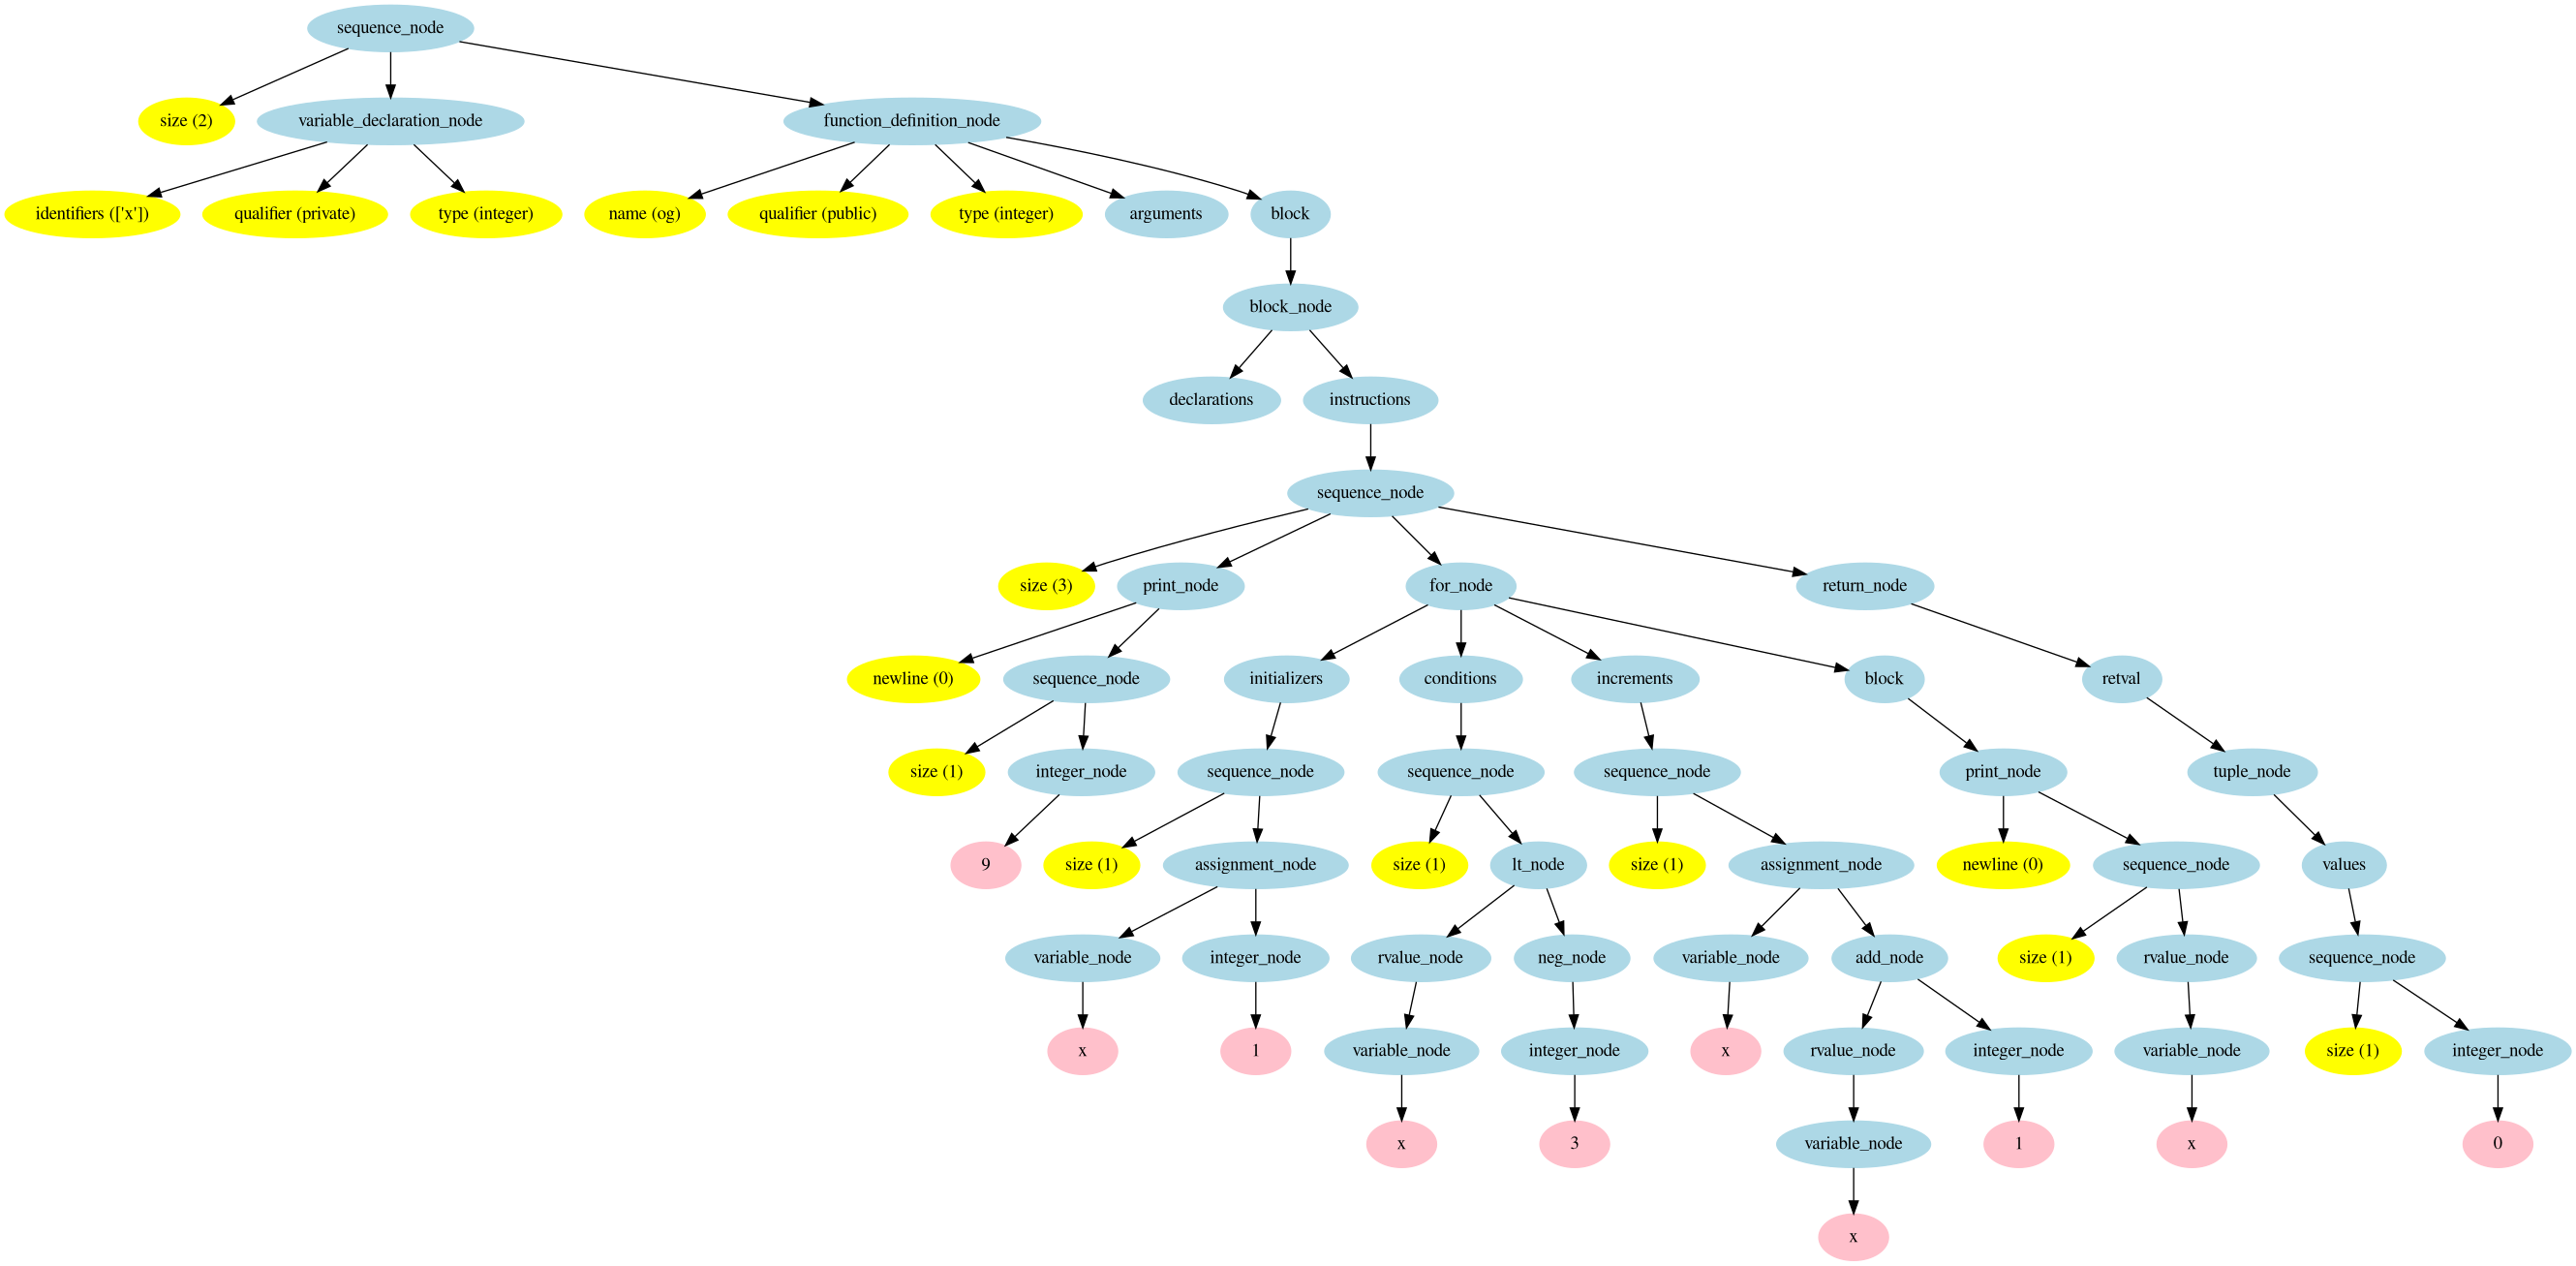 sequence_node
size (2)
variable_declaration_node
function_definition_node
identifiers (['x'])
qualifier (private)
type (integer)
name (og)
qualifier (public)
type (integer)
arguments
block
block_node
declarations
instructions
sequence_node
size (3)
print_node
for_node
return_node
newline (0)
sequence_node
initializers
conditions
increments
block
retval
size (1)
integer_node
sequence_node
sequence_node
sequence_node
print_node
tuple_node
9
size (1)
assignment_node
size (1)
lt_node
size (1)
assignment_node
newline (0)
sequence_node
values
variable_node
integer_node
rvalue_node
neg_node
variable_node
add_node
size (1)
rvalue_node
sequence_node
x
1
variable_node
integer_node
x
rvalue_node
integer_node
variable_node
size (1)
integer_node
x
3
variable_node
1
x
0
x